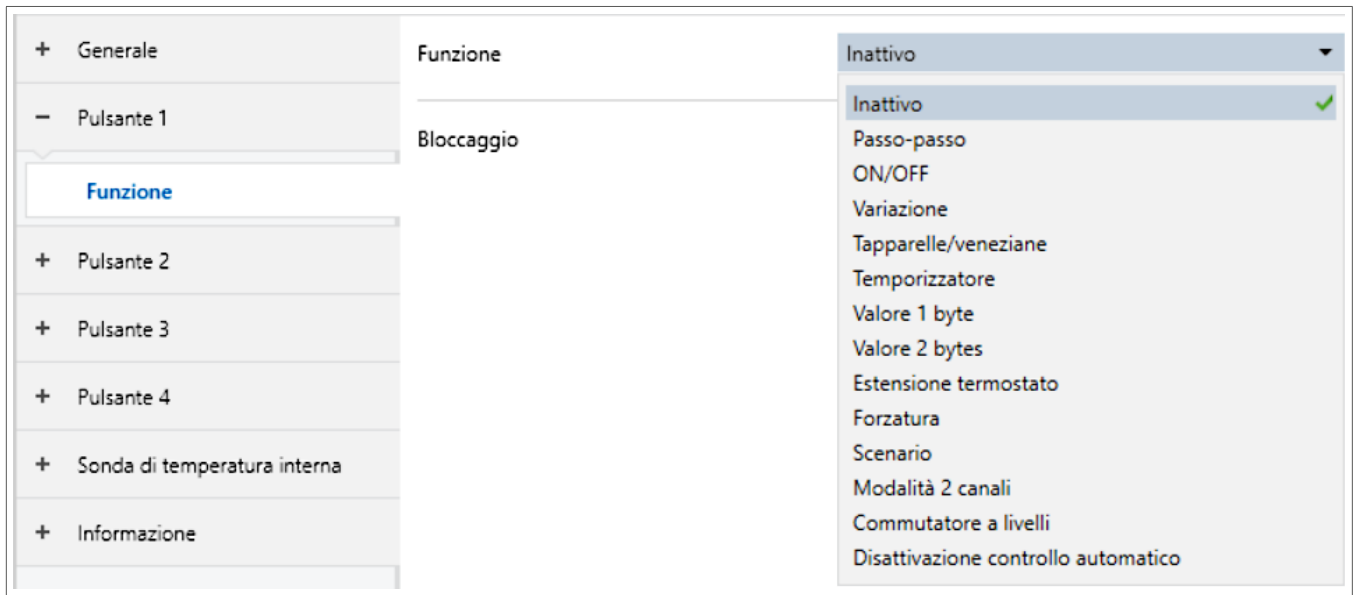 + Generale
− Pulsante 1
Funzione
+ Pulsante 2
+ Pulsante 3
+ Pulsante 4
+ Sonda di temperatura interna
+ Informazione
Funzione
Inattivo
Bloccaggio
Inattivo
Passo-passo
ON/OFF
Variazione
Tapparelle/veneziane
Temporizzatore
Valore 1 byte
Valore 2 bytes
Estensione termostato
Forzatura
Scenario
Modalità 2 canali
Commutatore a livelli
Disattivazione controllo automatico